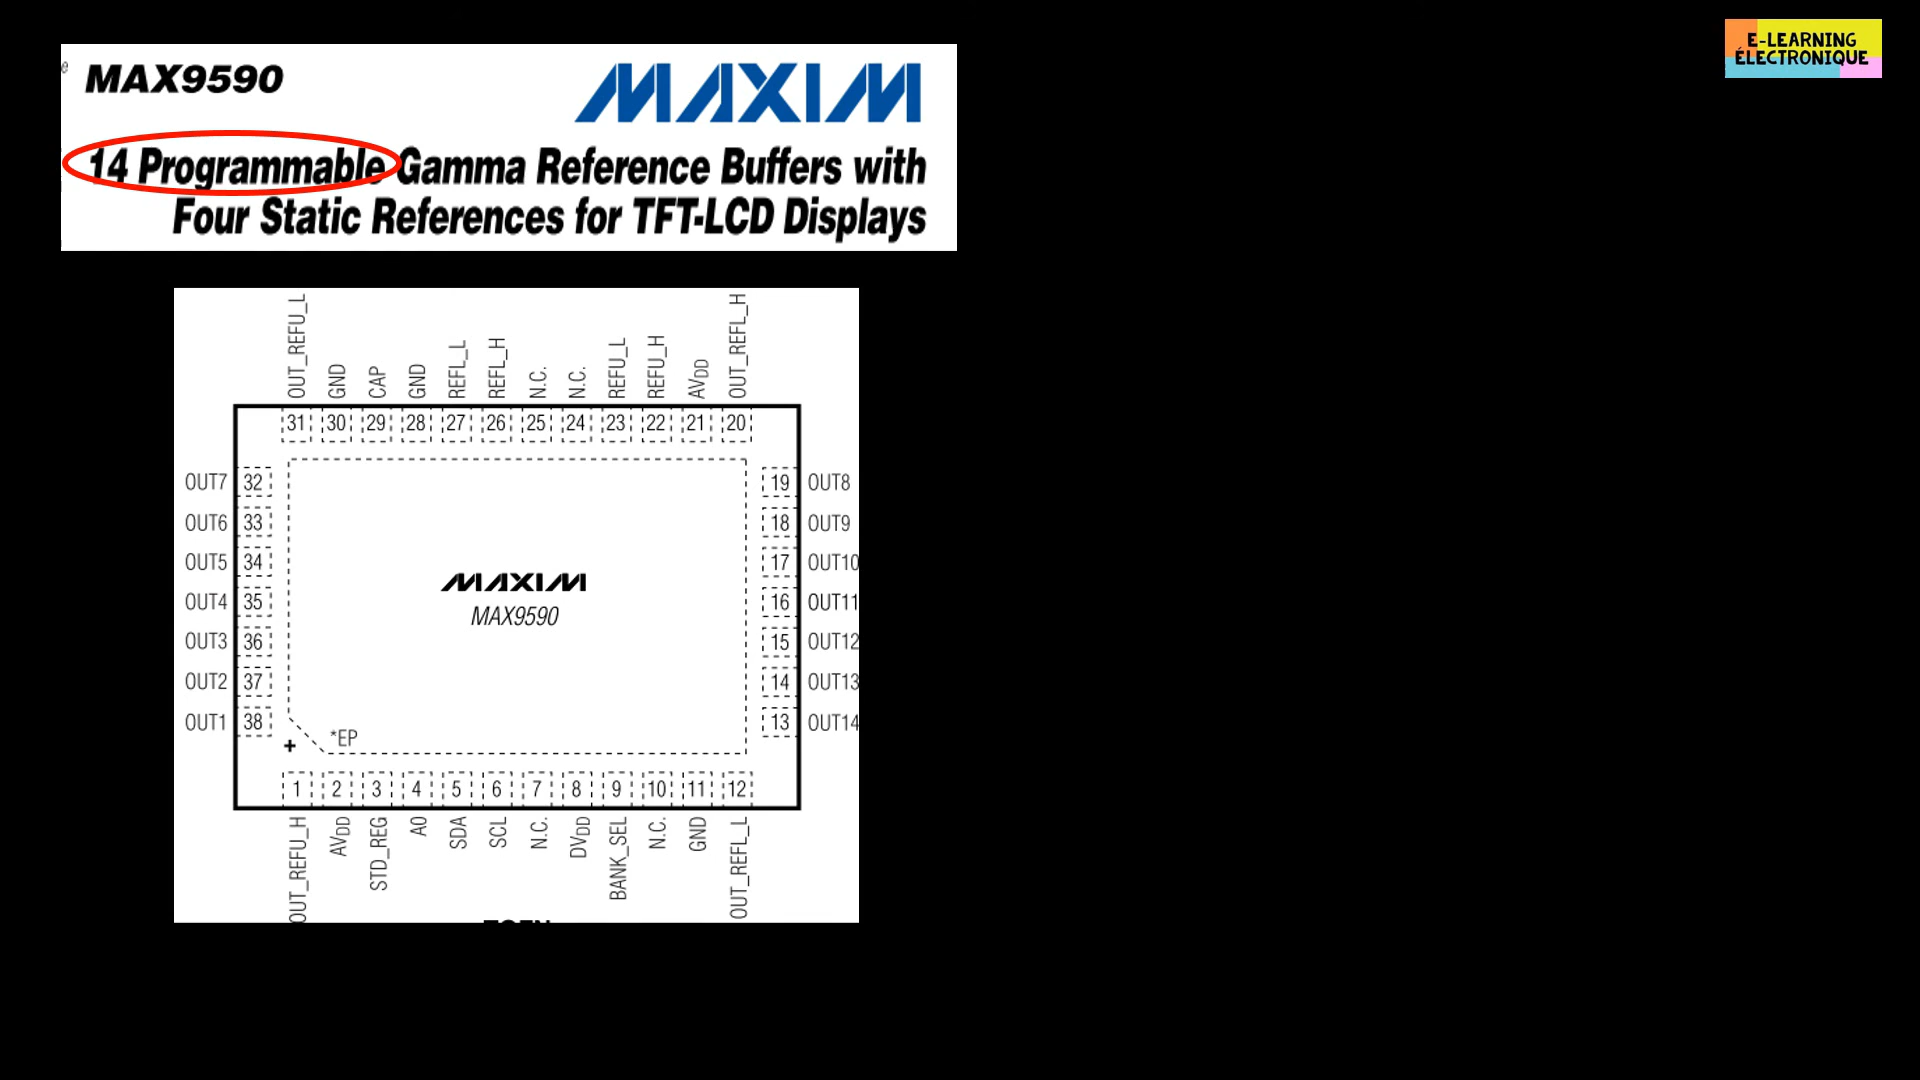 E-LEARNING
ÉLECTRONIQUE
MAX9590
MAXIM
14 Programmable Gamma Reference Buffers with
Four Static References for TFT-LCD Displays
OUT_REFU_L
GND
CAP
GND
REFL_L
REFL_H
N.C.
N.C.
REFU_L
REFU_H
AVDD
OUT_REFL_H
31 30 29 28 27 26 25 24 23 22 21 20
OUT7 32 19 OUT8
OUT6 33 18 OUT9
OUT5 34 17 OUT10
OUT4 35 16 OUT11
OUT3 36 15 OUT12
OUT2 37 14 OUT13
OUT1 38 13 OUT14
MAXIM
MAX9590
+ *EP
1 2 3 4 5 6 7 8 9 10 11 12
OUT_REFU_H
AVDD
STD_REG
A0
SDA
SCL
N.C.
DVDD
BANK_SEL
N.C.
GND
OUT_REFL_L